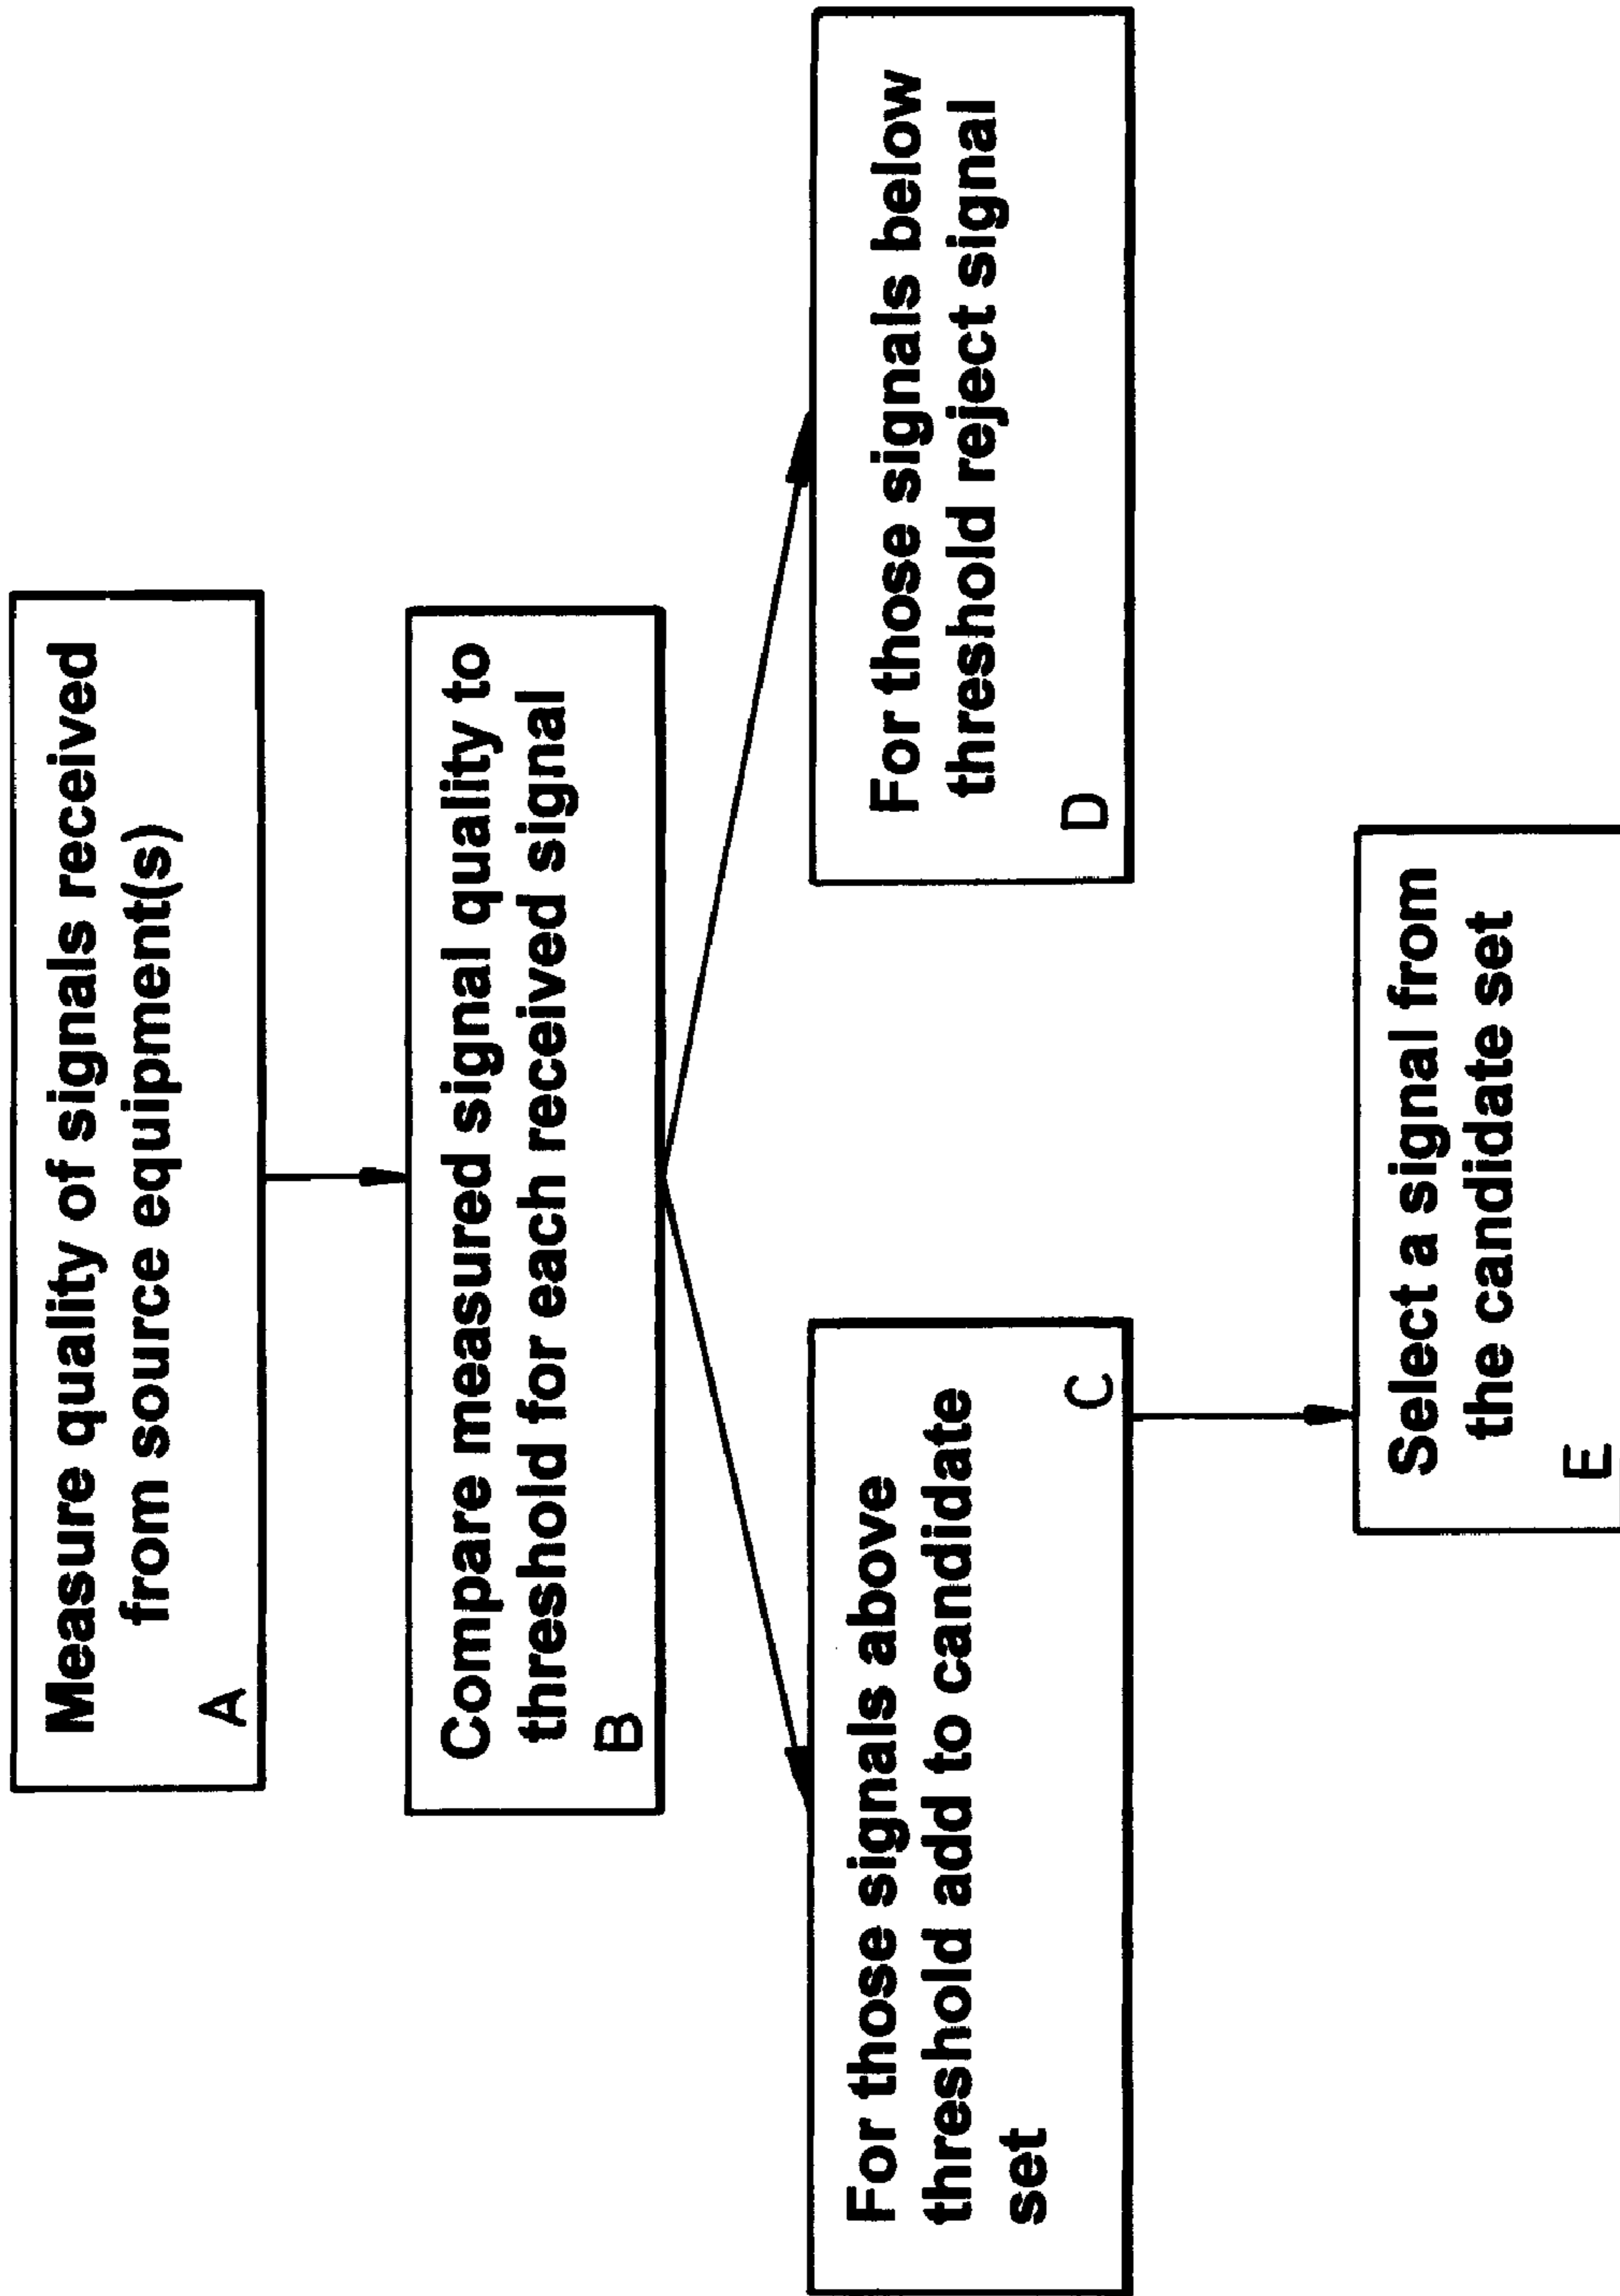 Measure quality of signals received
from source equipment(s)
A
Compare measured signal quality to
threshold for each received signal
B
For those signals above
threshold add to candidate
set
C
For those signals below
threshold reject signal
D
Select a signal from
the candidate set
E